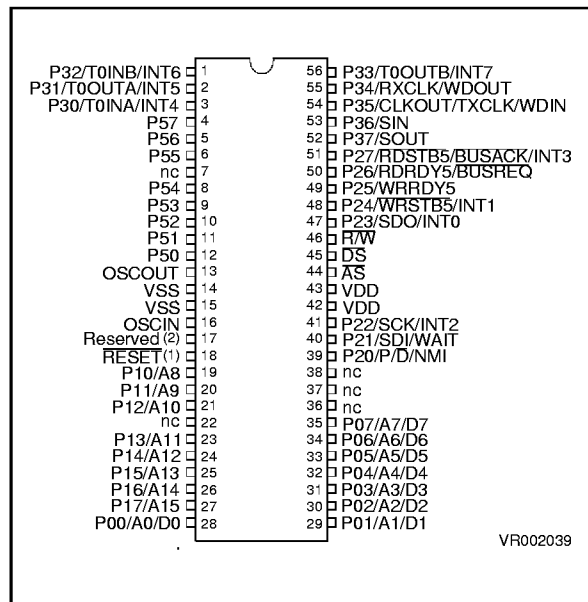 P32/T0INB/INT6 1 56 P33/T0OUTB/INT7
P31/T0OUTA/INT5 2 55 P34/RXCLK/WDOUT
P30/T0INA/INT4 3 54 P35/CLKOUT/TXCLK/WDIN
P57 4 53 P36/SIN
P56 5 52 P37/SOUT
P55 6 51 P27/RDSTB5/BUSACK/INT3
nc 7 50 P26/RDRDY5/BUSREQ
P54 8 49 P25/WRRDY5
P53 9 48 P24/WRSTB5/INT1
P52 10 47 P23/SDO/INT0
P51 11 46 R/W
P50 12 45 DS
OSCOUT 13 44 AS
VSS 14 43 VDD
VSS 15 42 VDD
OSCIN 16 41 P22/SCK/INT2
Reserved (2) 17 40 P21/SDI/WAIT
RESET(1) 18 39 P20/P/D/NMI
P10/A8 19 38 nc
P11/A9 20 37 nc
P12/A10 21 36 nc
nc 22 35 P07/A7/D7
P13/A11 23 34 P06/A6/D6
P14/A12 24 33 P05/A5/D5
P15/A13 25 32 P04/A4/D4
P16/A14 26 31 P03/A3/D3
P17/A15 27 30 P02/A2/D2
P00/A0/D0 28 29 P01/A1/D1
VR002039